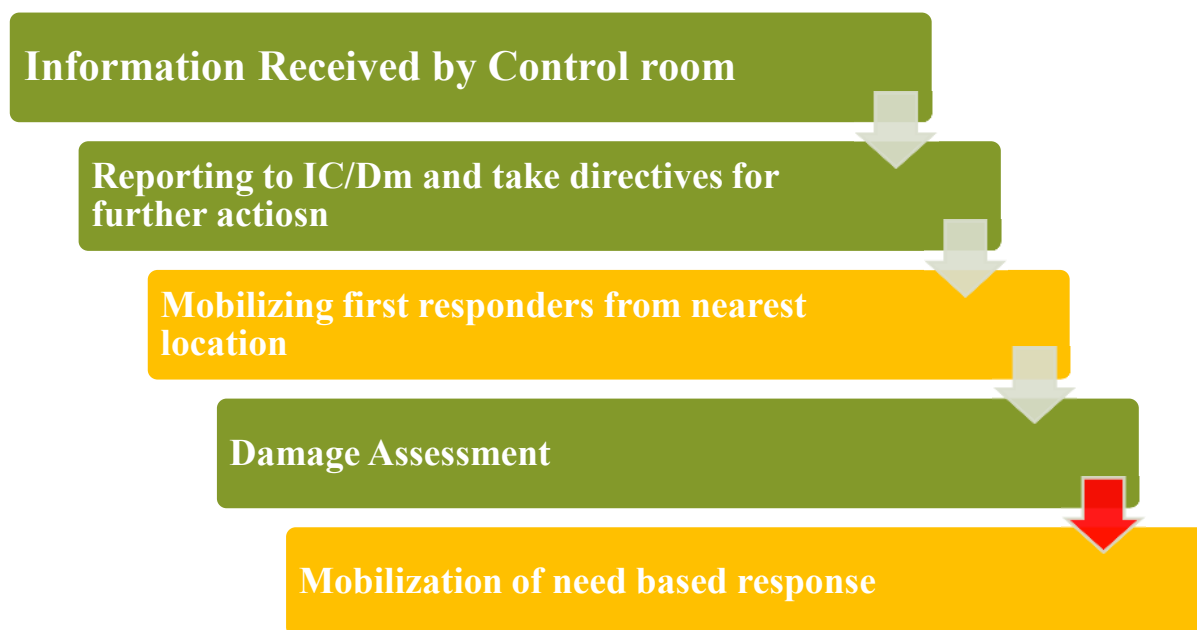 Information Received by Control room
Reporting to IC/Dm and take directives for
further actiosn
Mobilizing first responders from nearest
location
Damage Assessment
Mobilization of need based response